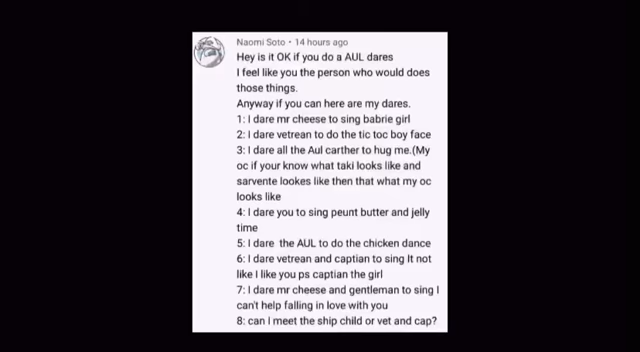 Naomi Soto • 14 hours ago
Hey is it OK if you do a AUL dares
I feel like you the person who would does
those things.
Anyway if you can here are my dares.
1: I dare mr cheese to sing babrie girl
2: I dare vetrean to do the tic toc boy face
3: I dare all the Aul carther to hug me.(My
oc if your know what taki looks like and
sarvente lookes like then that what my oc
looks like
4: I dare you to sing peunt butter and jelly
time
5: I dare the AUL to do the chicken dance
6: I dare vetrean and captian to sing It not
like I like you ps captian the girl
7: I dare mr cheese and gentleman to sing I
can't help falling in love with you
8: can I meet the ship child or vet and cap?